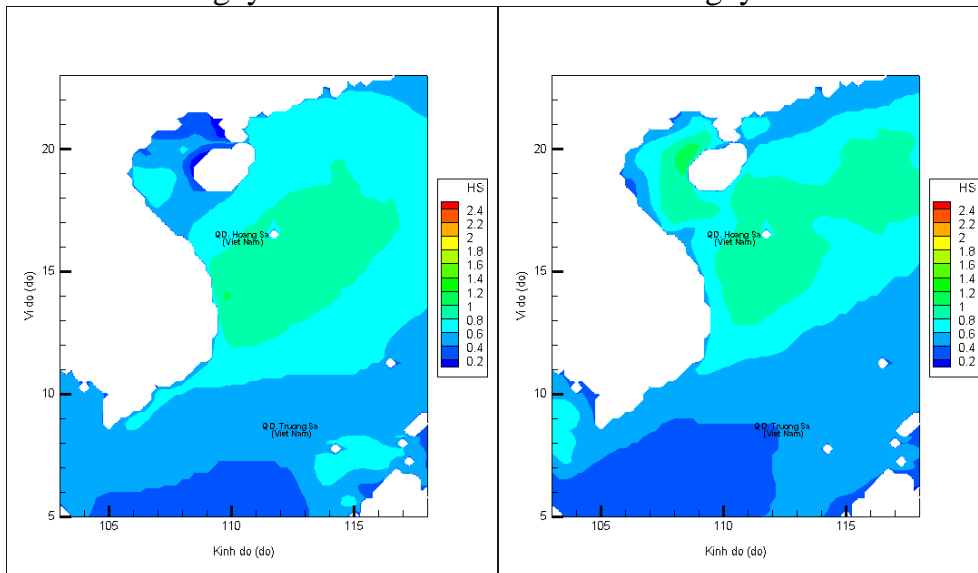 HS
2.4
2.2
2
1.8
1.6
1.4
1.2
1
0.8
0.6
0.4
0.2
20
15
10
5
Vi do (do)
QD. Hoang Sa
(Viet Nam)
QD. Truong Sa
(Viet Nam)
105
110
115
Kinh do (do)
HS
2.4
2.2
2
1.8
1.6
1.4
1.2
1
0.8
0.6
0.4
0.2
20
15
10
5
Vi do (do)
QD. Hoang Sa
(Viet Nam)
QD. Truong Sa
(Viet Nam)
105
110
115
Kinh do (do)